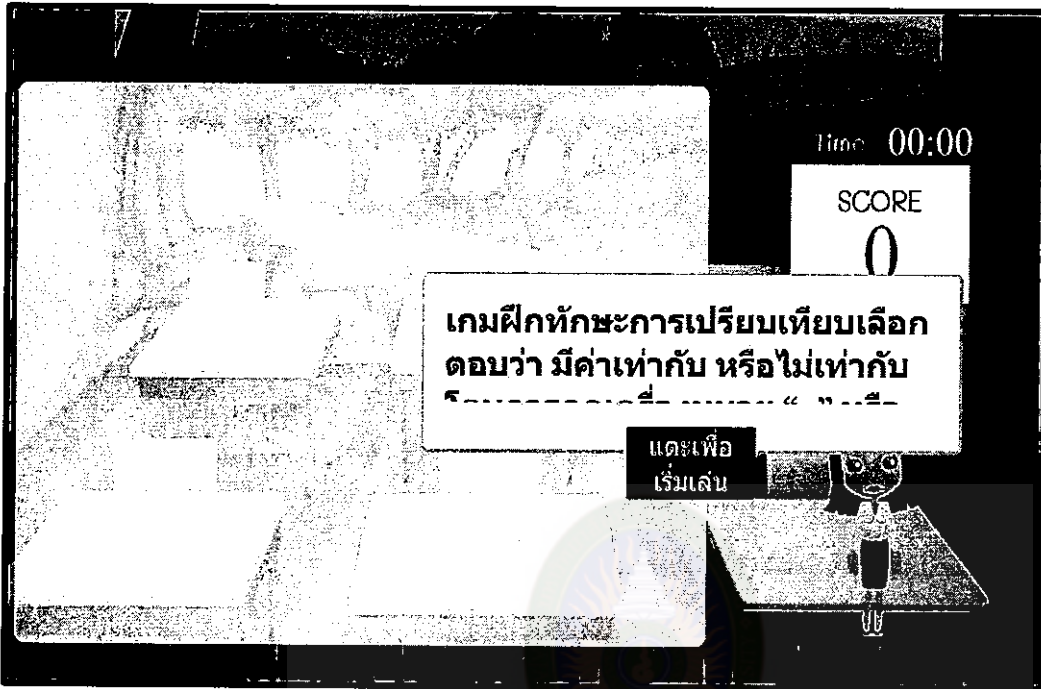 Time 00:00
SCORE
0
เกมฝึกทักษะการเปรียบเทียบเลือก
ตอบว่า มีค่าเท่ากับ หรือไม่เท่ากับ
แตะเพื่อ
เริ่มเล่น